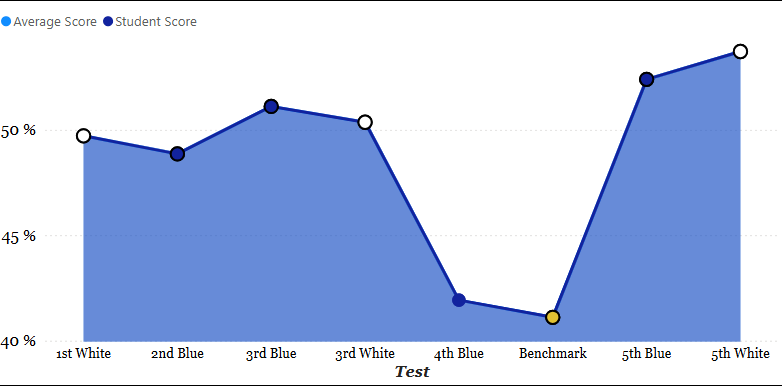 Average Score Student Score
50 %
45 %
40 %
1st White 2nd Blue 3rd Blue 3rd White 4th Blue Benchmark 5th Blue 5th White
Test